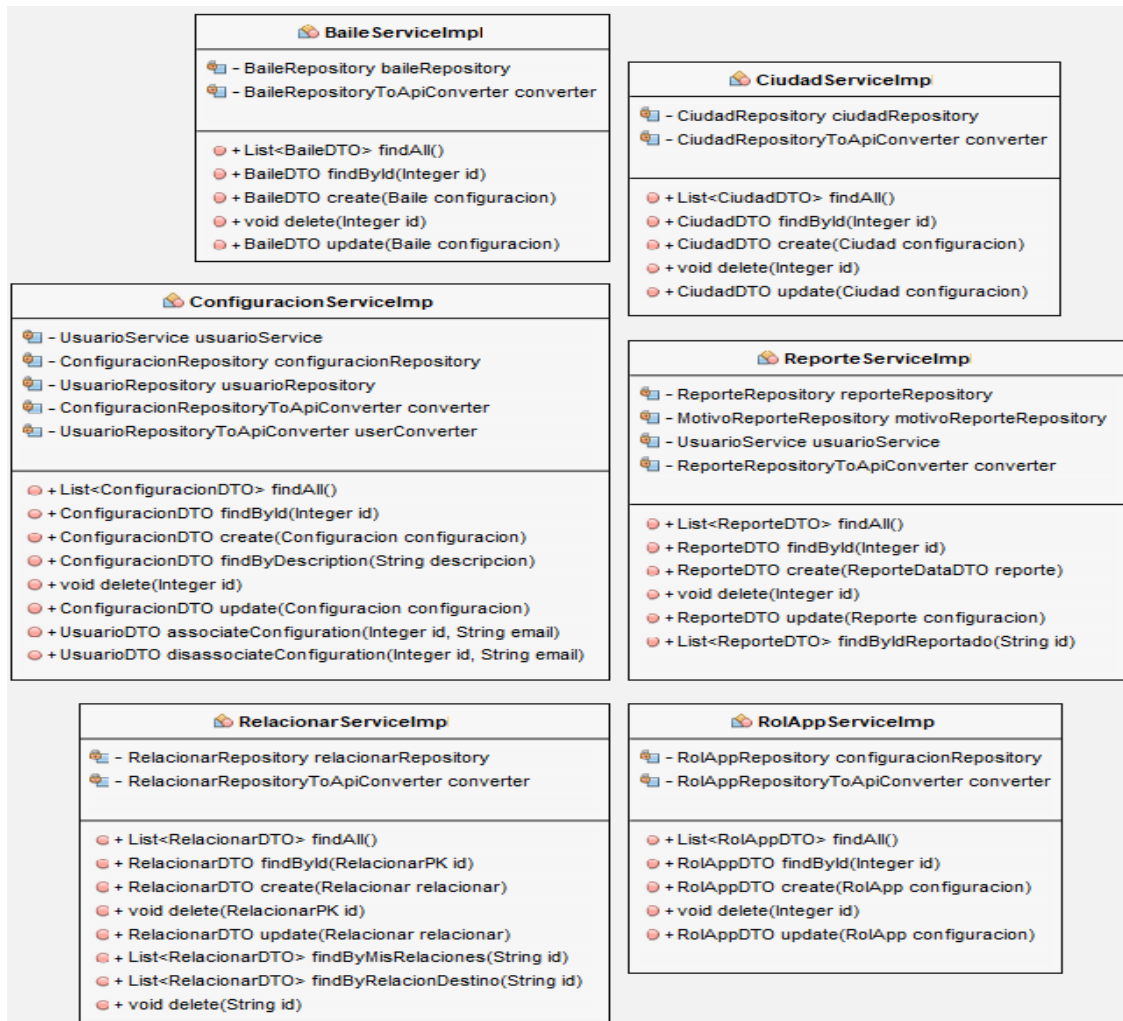 BaileServiceImpl
- BaileRepository baileRepository
- BaileRepositoryToApiConverter converter
+ List<BaileDTO> findAll()
+ BaileDTO findById(Integer id)
+ BaileDTO create(Baile configuracion)
+ void delete(Integer id)
+ BaileDTO update(Baile configuracion)
CiudadServiceImpl
- CiudadRepository ciudadRepository
- CiudadRepositoryToApiConverter converter
+ List<CiudadDTO> findAll()
+ CiudadDTO findById(Integer id)
+ CiudadDTO create(Ciudad configuracion)
+ void delete(Integer id)
+ CiudadDTO update(Ciudad configuracion)
ConfiguracionServiceImp
- UsuarioService usuarioService
- ConfiguracionRepository configuracionRepository
- UsuarioRepository usuarioRepository
- ConfiguracionRepositoryToApiConverter converter
- UsuarioRepositoryToApiConverter userConverter
+ List<ConfiguracionDTO> findAll()
+ ConfiguracionDTO findById(Integer id)
+ ConfiguracionDTO create(Configuracion configuracion)
+ ConfiguracionDTO findByDescription(String descripcion)
+ void delete(Integer id)
+ ConfiguracionDTO update(Configuracion configuracion)
+ UsuarioDTO associateConfiguration(Integer id, String email)
+ UsuarioDTO disassociateConfiguration(Integer id, String email)
ReporteServiceImpl
- ReporteRepository reporteRepository
- MotivoReporteRepository motivoReporteRepository
- UsuarioService usuarioService
- ReporteRepositoryToApiConverter converter
+ List<ReporteDTO> findAll()
+ ReporteDTO findById(Integer id)
+ ReporteDTO create(ReporteDataDTO reporte)
+ void delete(Integer id)
+ ReporteDTO update(Reporte configuracion)
+ List<ReporteDTO> findByIdReportado(String id)
RelacionarServiceImpl
- RelacionarRepository relacionarRepository
- RelacionarRepositoryToApiConverter converter
+ List<RelacionarDTO> findAll()
+ RelacionarDTO findById(RelacionarPK id)
+ RelacionarDTO create(Relacionar relacionar)
+ void delete(RelacionarPK id)
+ RelacionarDTO update(Relacionar relacionar)
+ List<RelacionarDTO> findByMisRelaciones(String id)
+ List<RelacionarDTO> findByRelacionDestino(String id)
+ void delete(String id)
RolAppServiceImp
- RolAppRepository configuracionRepository
- RolAppRepositoryToApiConverter converter
+ List<RolAppDTO> findAll()
+ RolAppDTO findById(Integer id)
+ RolAppDTO create(RolApp configuracion)
+ void delete(Integer id)
+ RolAppDTO update(RolApp configuracion)